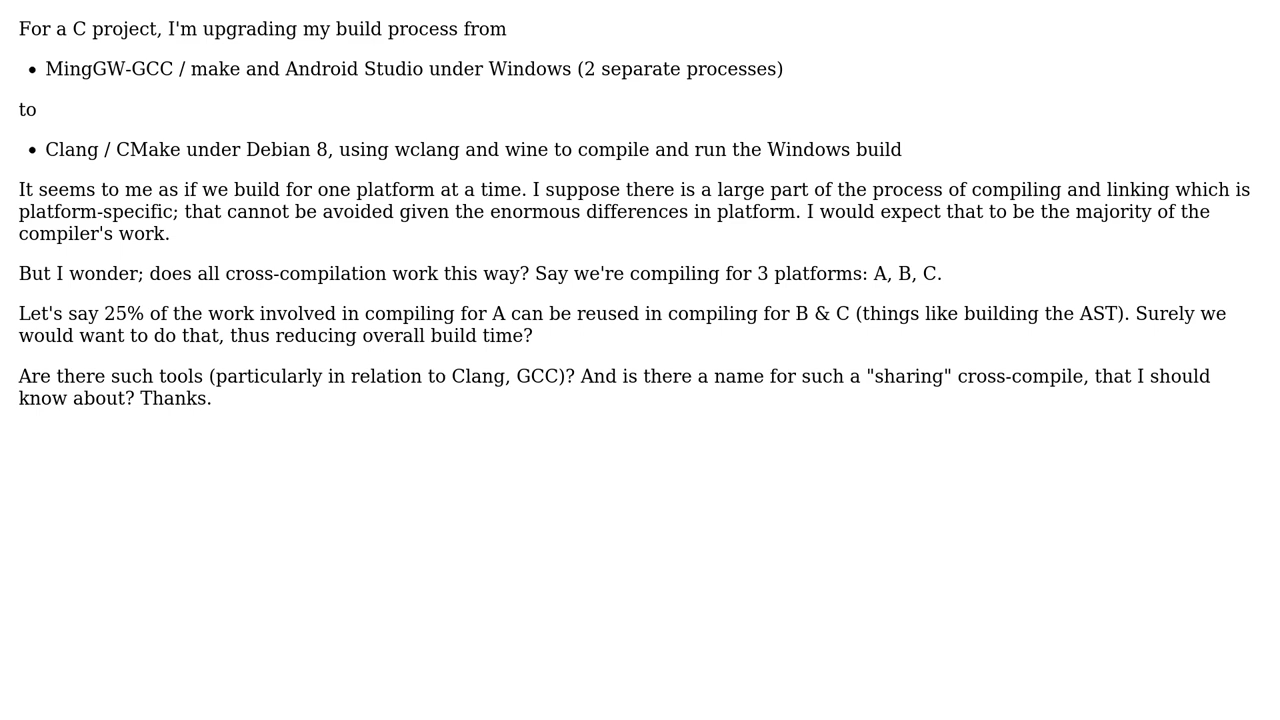 For a C project, I'm upgrading my build process from
• MingGW-GCC / make and Android Studio under Windows (2 separate processes)
to
• Clang / CMake under Debian 8, using wclang and wine to compile and run the Windows build
It seems to me as if we build for one platform at a time. I suppose there is a large part of the process of compiling and linking which is
platform-specific; that cannot be avoided given the enormous differences in platform. I would expect that to be the majority of the
compiler's work.
But I wonder; does all cross-compilation work this way? Say we're compiling for 3 platforms: A, B, C.
Let's say 25% of the work involved in compiling for A can be reused in compiling for B & C (things like building the AST). Surely we
would want to do that, thus reducing overall build time?
Are there such tools (particularly in relation to Clang, GCC)? And is there a name for such a "sharing" cross-compile, that I should
know about? Thanks.